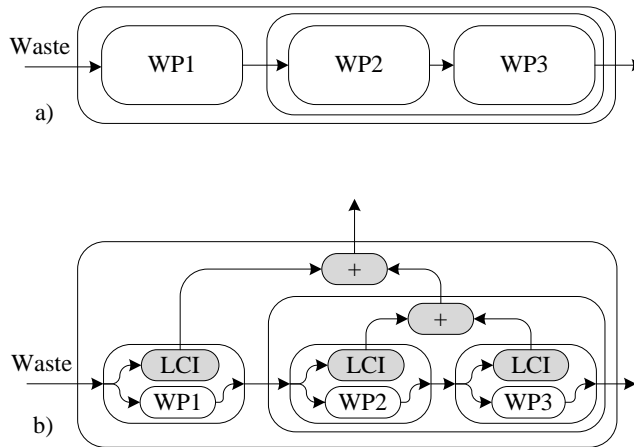 Waste
WP1 WP2 WP3
a)
+
+
Waste
LCI LCI LCI
WP1 WP2 WP3
b)